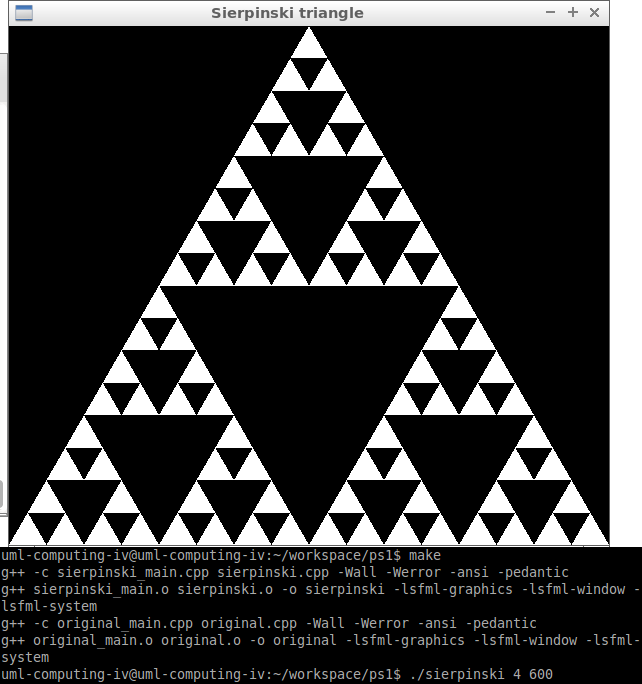 Sierpinski triangle
uml-computing-iv@uml-computing-iv:~/workspace/ps1$ make
g++ -c sierpinski_main.cpp sierpinski.cpp -Wall -Werror -ansi -pedantic
g++ sierpinski_main.o sierpinski.o -o sierpinski -lsfml-graphics -lsfml-window -
lsfml-system
g++ -c original_main.cpp original.cpp -Wall -Werror -ansi -pedantic
g++ original_main.o original.o -o original -lsfml-graphics -lsfml-window -lsfml-
system
uml-computing-iv@uml-computing-iv:~/workspace/ps1$ ./sierpinski 4 600